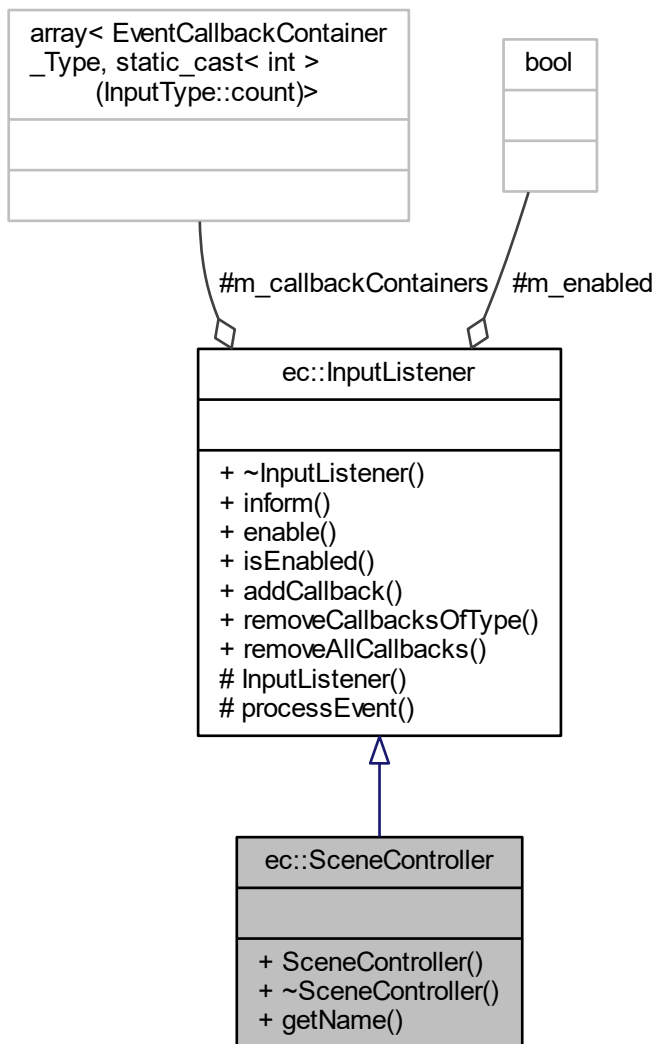 array< EventCallbackContainer
_Type, static_cast< int >
(InputType::count)>
bool
#m_callbackContainers
#m_enabled
ec::InputListener
+ ~InputListener()
+ inform()
+ enable()
+ isEnabled()
+ addCallback()
+ removeCallbacksOfType()
+ removeAllCallbacks()
# InputListener()
# processEvent()
ec::SceneController
+ SceneController()
+ ~SceneController()
+ getName()